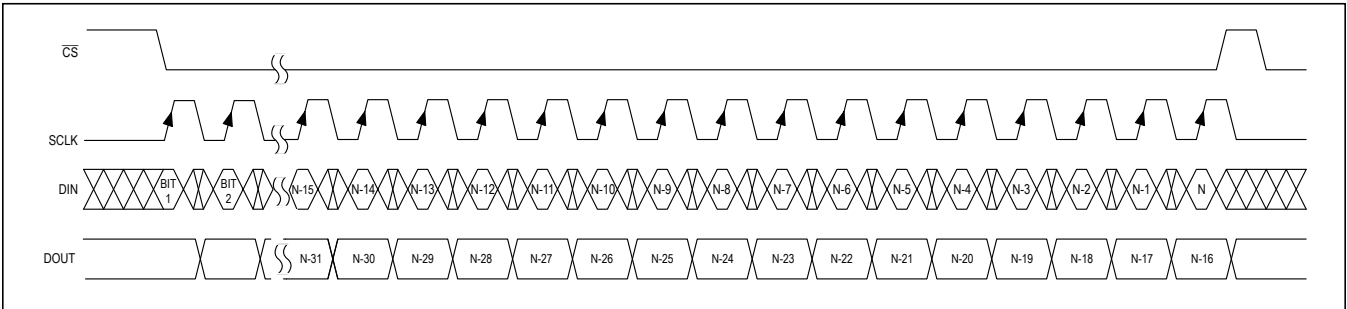 CS
SCLK
DIN BIT 1 BIT 2 N-15 N-14 N-13 N-12 N-11 N-10 N-9 N-8 N-7 N-6 N-5 N-4 N-3 N-2 N-1 N
DOUT N-31 N-30 N-29 N-28 N-27 N-26 N-25 N-24 N-23 N-22 N-21 N-20 N-19 N-18 N-17 N-16